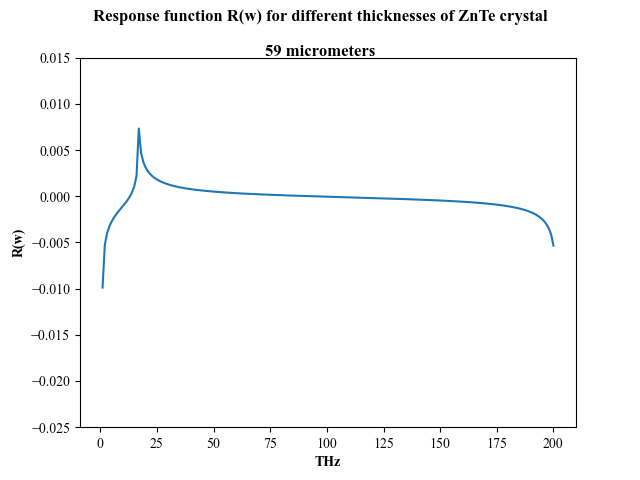 Response function R(w) for different thicknesses of ZnTe crystal
59 micrometers
0.015
0.010
0.005
0.000
−0.005
−0.010
−0.015
−0.020
−0.025
R(w)
0 25 50 75 100 125 150 175 200
THz